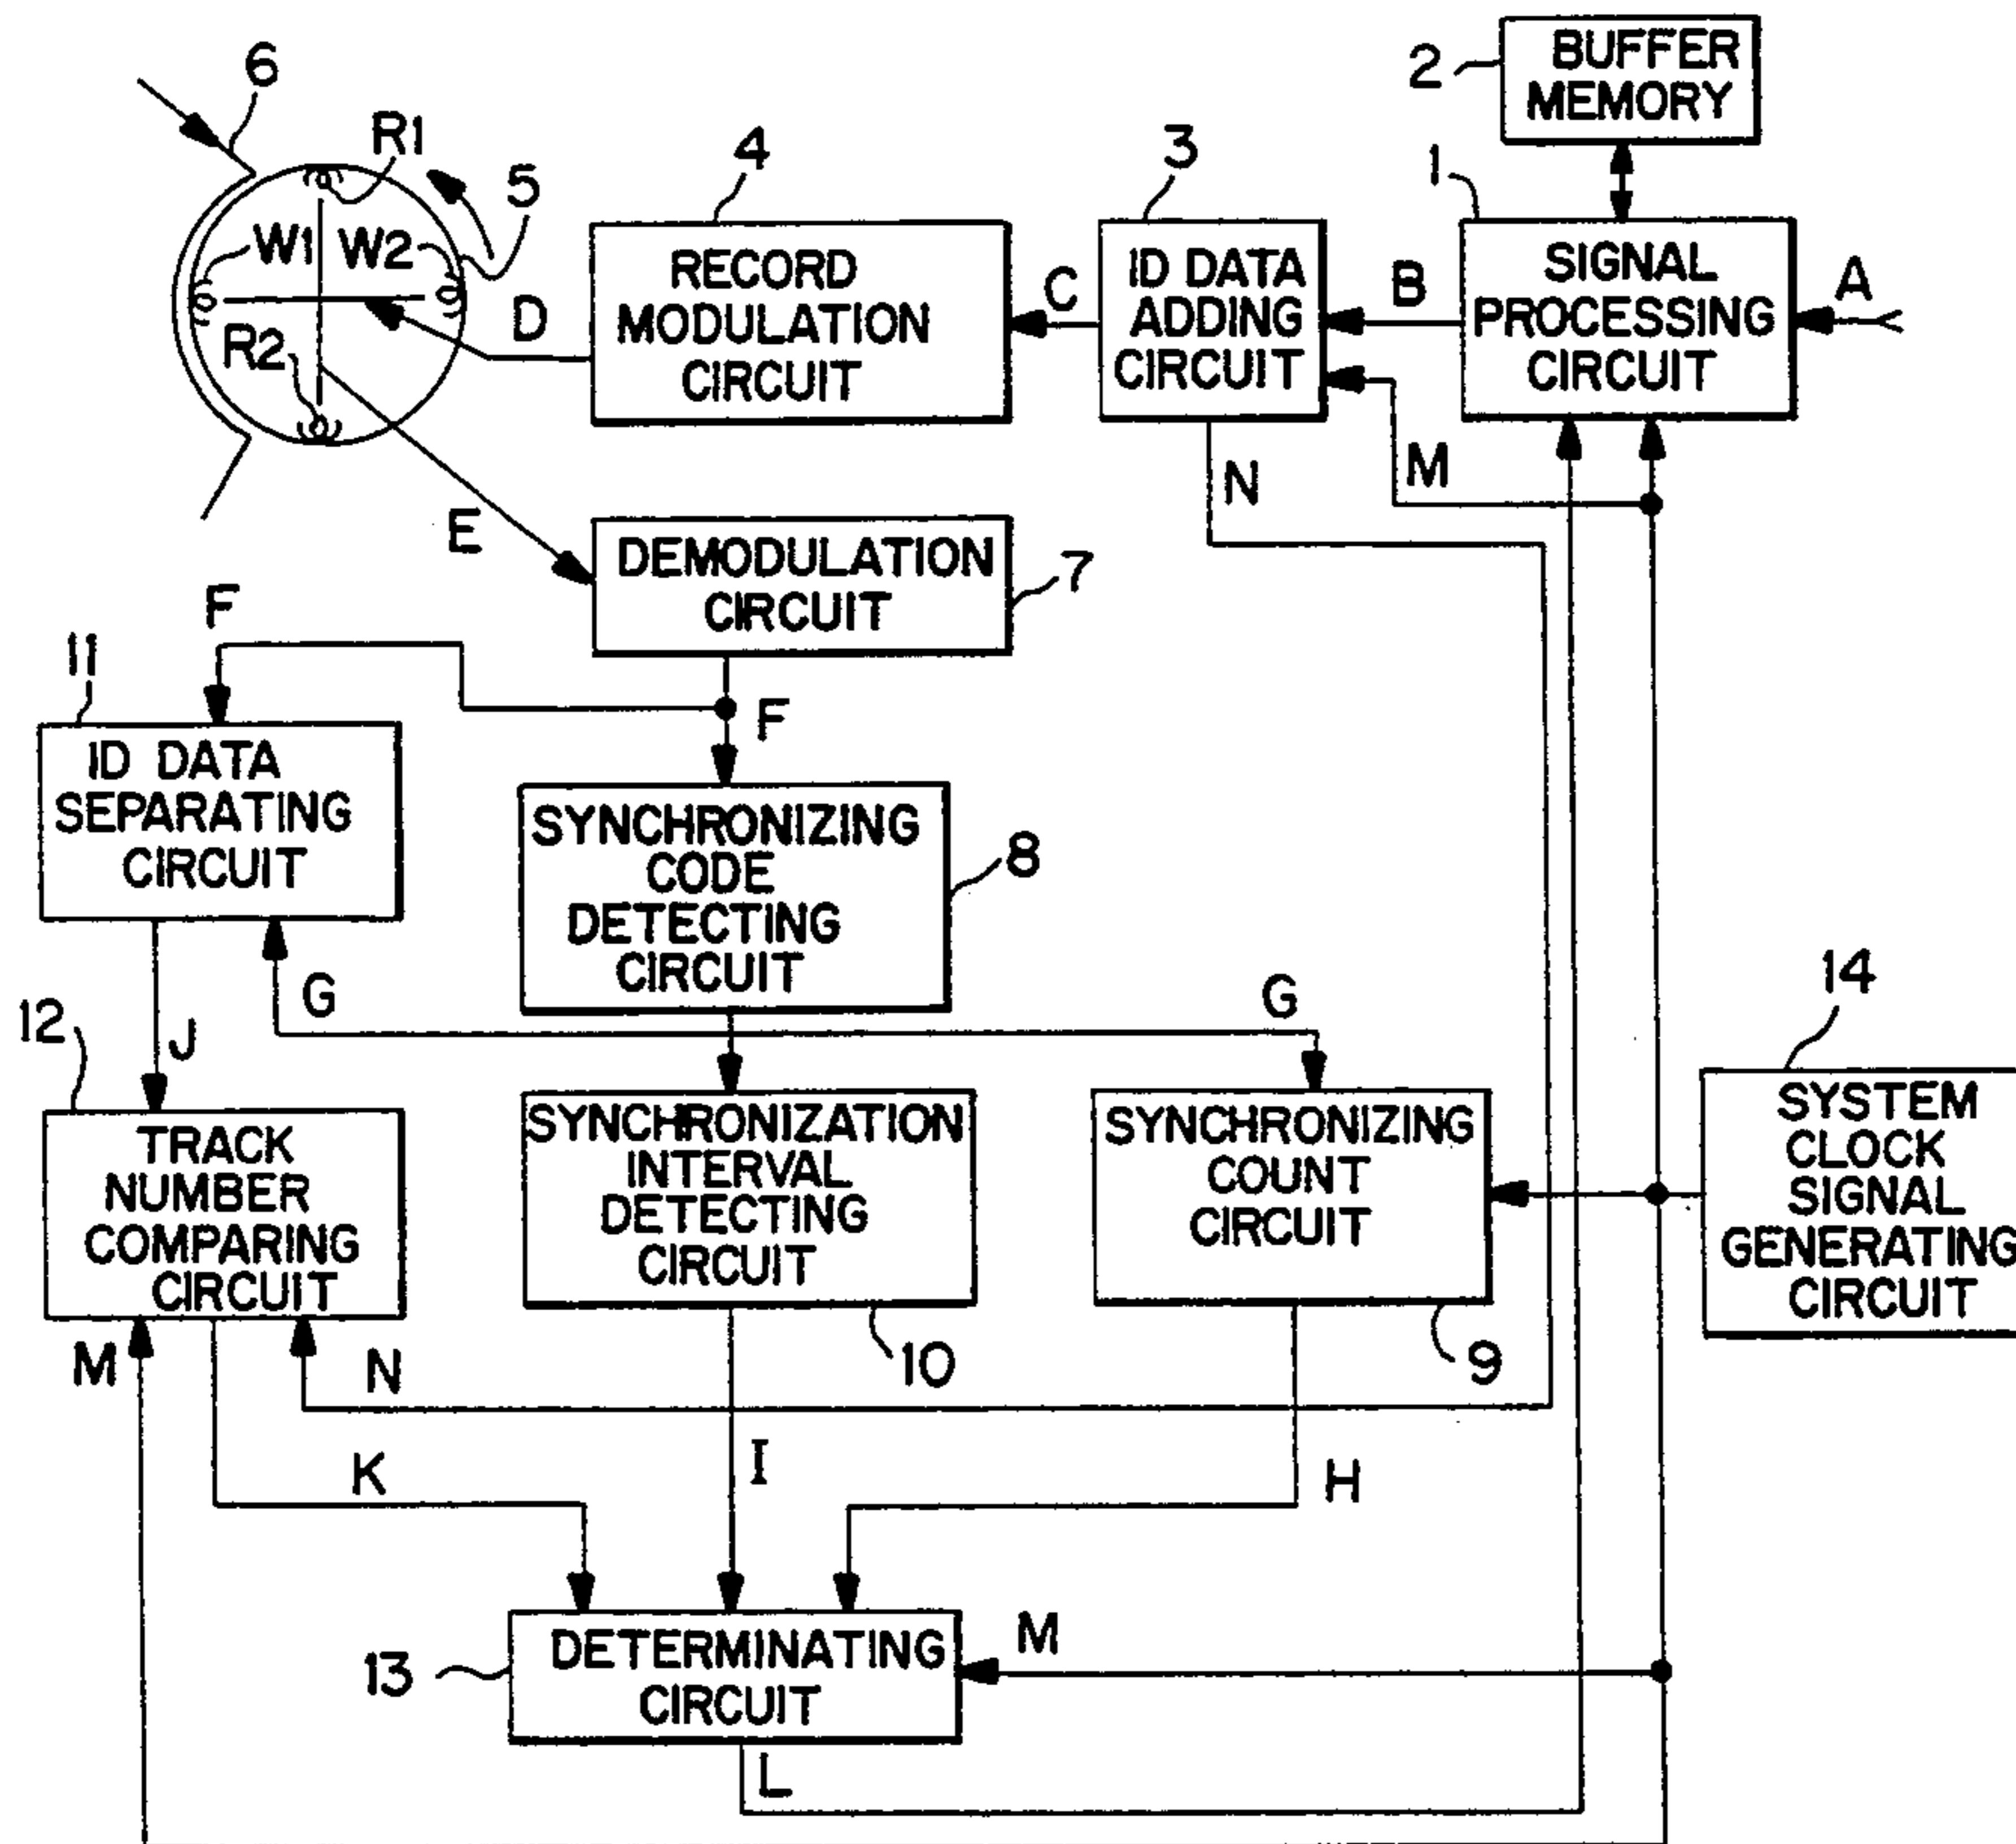 6
R1
5
W1
W2
R2
D
4
RECORD
MODULATION
CIRCUIT
C
3
ID DATA
ADDING
CIRCUIT
B
2
BUFFER
MEMORY
1
SIGNAL
PROCESSING
CIRCUIT
A
M
N
E
DEMODULATION
CIRCUIT
7
F
F
11
ID DATA
SEPARATING
CIRCUIT
SYNCHRONIZING
CODE
DETECTING
CIRCUIT
8
G
G
J
12
TRACK
NUMBER
COMPARING
CIRCUIT
SYNCHRONIZATION
INTERVAL
DETECTING
CIRCUIT
10
SYNCHRONIZING
COUNT
CIRCUIT
9
14
SYSTEM
CLOCK
SIGNAL
GENERATING
CIRCUIT
M
N
K
I
H
13
DETERMINATING
CIRCUIT
M
L